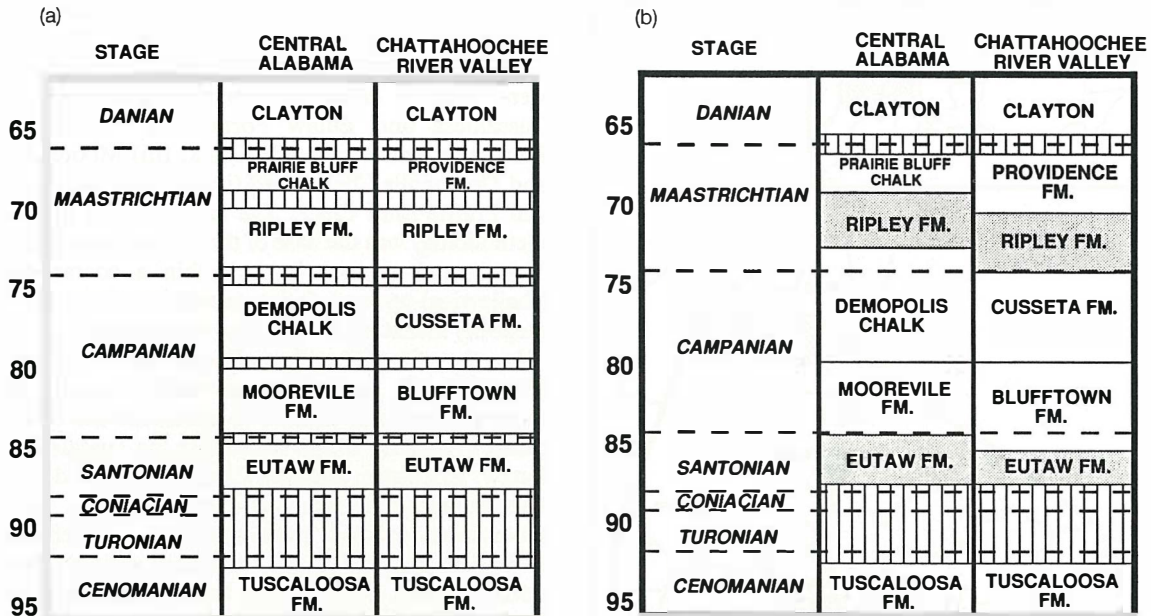 (a)
STAGE
CENTRAL
ALABAMA
CHATTAHOOCHEE
RIVER VALLEY
65
70
75
80
85
90
95
DANIAN
MAASTRICHTIAN
CAMPANIAN
SANTONIAN
CONIACIAN
TURONIAN
CENOMANIAN
CLAYTON
PRAIRIE BLUFF
CHALK
RIPLEY FM.
DEMOPOLIS
CHALK
MOOREVILE
FM.
EUTAW FM.
TUSCALOOSA
FM.
CLAYTON
PROVIDENCE
FM.
RIPLEY FM.
CUSSETA FM.
BLUFFTOWN
FM.
EUTAW FM.
TUSCALOOSA
FM.
(b)
STAGE
CENTRAL
ALABAMA
CHATTAHOOCHEE
RIVER VALLEY
65
70
75
80
85
90
95
DANIAN
MAASTRICHTIAN
CAMPANIAN
SANTONIAN
CONIACIAN
TURONIAN
CENOMANIAN
CLAYTON
PRAIRIE BLUFF
CHALK
RIPLEY FM.
DEMOPOLIS
CHALK
MOOREVILE
FM.
EUTAW FM.
TUSCALOOSA
FM.
CLAYTON
PROVIDENCE
FM.
RIPLEY FM.
CUSSETA FM.
BLUFFTOWN
FM.
EUTAW FM.
TUSCALOOSA
FM.